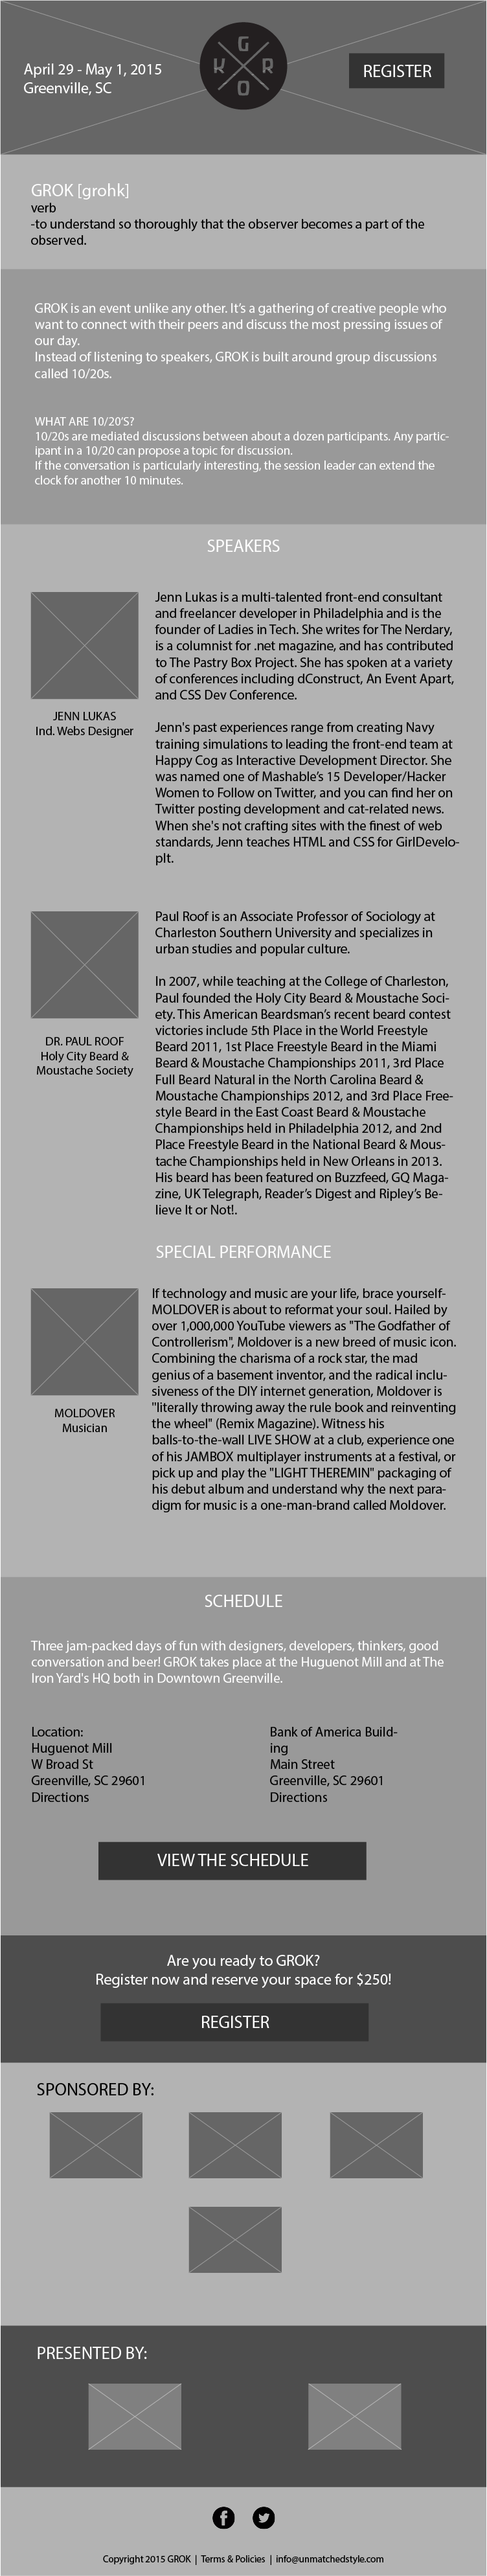 April 29 - May 1, 2015
Greenville, SC
G
K R
O
REGISTER
GROK [grohk]
verb
-to understand so thoroughly that the observer becomes a part of the
observed.
GROK is an event unlike any other. It’s a gathering of creative people who
want to connect with their peers and discuss the most pressing issues of
our day.
Instead of listening to speakers, GROK is built around group discussions
called 10/20s.
WHAT ARE 10/20'S?
10/20s are mediated discussions between about a dozen participants. Any partic-
ipant in a 10/20 can propose a topic for discussion.
If the conversation is particularly interesting, the session leader can extend the
clock for another 10 minutes.
SPEAKERS
JENN LUKAS
Ind. Webs Designer
Jenn Lukas is a multi-talented front-end consultant
and freelancer developer in Philadelphia and is the
founder of Ladies in Tech. She writes for The Nerdary,
is a columnist for .net magazine, and has contributed
to The Pastry Box Project. She has spoken at a variety
of conferences including dConstruct, An Event Apart,
and CSS Dev Conference.
Jenn's past experiences range from creating Navy
training simulations to leading the front-end team at
Happy Cog as Interactive Development Director. She
was named one of Mashable’s 15 Developer/Hacker
Women to Follow on Twitter, and you can find her on
Twitter posting development and cat-related news.
When she's not crafting sites with the finest of web
standards, Jenn teaches HTML and CSS for GirlDevelo-
pIt.
DR. PAUL ROOF
Holy City Beard &
Moustache Society
Paul Roof is an Associate Professor of Sociology at
Charleston Southern University and specializes in
urban studies and popular culture.
In 2007, while teaching at the College of Charleston,
Paul founded the Holy City Beard & Moustache Soci-
ety. This American Beardsman’s recent beard contest
victories include 5th Place in the World Freestyle
Beard 2011, 1st Place Freestyle Beard in the Miami
Beard & Moustache Championships 2011, 3rd Place
Full Beard Natural in the North Carolina Beard &
Moustache Championships 2012, and 3rd Place Free-
style Beard in the East Coast Beard & Moustache
Championships held in Philadelphia 2012, and 2nd
Place Freestyle Beard in the National Beard & Mous-
tache Championships held in New Orleans in 2013.
His beard has been featured on Buzzfeed, GQ Maga-
zine, UK Telegraph, Reader’s Digest and Ripley’s Be-
lieve It or Not!.
SPECIAL PERFORMANCE
MOLDOVER
Musician
If technology and music are your life, brace yourself-
MOLDOVER is about to reformat your soul. Hailed by
over 1,000,000 YouTube viewers as "The Godfather of
Controllerism", Moldover is a new breed of music icon.
Combining the charisma of a rock star, the mad
genius of a basement inventor, and the radical inclu-
siveness of the DIY internet generation, Moldover is
"literally throwing away the rule book and reinventing
the wheel" (Remix Magazine). Witness his
balls-to-the-wall LIVE SHOW at a club, experience one
of his JAMBOX multiplayer instruments at a festival, or
pick up and play the "LIGHT THEREMIN" packaging of
his debut album and understand why the next para-
digm for music is a one-man-brand called Moldover.
SCHEDULE
Three jam-packed days of fun with designers, developers, thinkers, good
conversation and beer! GROK takes place at the Huguenot Mill and at The
Iron Yard's HQ both in Downtown Greenville.
Location:
Huguenot Mill
W Broad St
Greenville, SC 29601
Directions
Bank of America Build-
ing
Main Street
Greenville, SC 29601
Directions
VIEW THE SCHEDULE
Are you ready to GROK?
Register now and reserve your space for $250!
REGISTER
SPONSORED BY:
PRESENTED BY:
Copyright 2015 GROK | Terms & Policies | info@unmatchedstyle.com